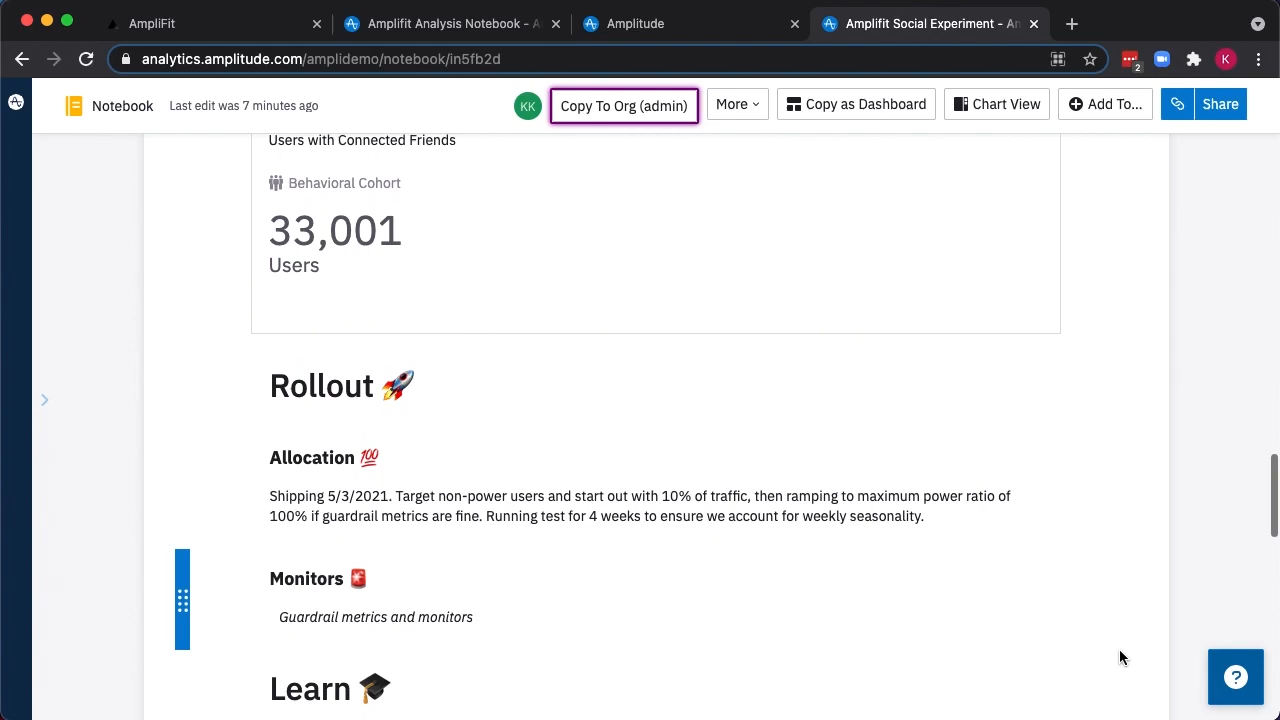 AmpliFit
Amplifit Analysis Notebook - A
Amplitude
Amplifit Social Experiment - An
analytics.amplitude.com/amplidemo/notebook/in5fb2d
2
K
Notebook
Last edit was 7 minutes ago
KK
Copy To Org (admin)
More
Copy as Dashboard
Chart View
Add To...
Share
Users with Connected Friends
Behavioral Cohort
33,001
Users
Rollout 🚀
Allocation 💯
Shipping 5/3/2021. Target non-power users and start out with 10% of traffic, then ramping to maximum power ratio of
100% if guardrail metrics are fine. Running test for 4 weeks to ensure we account for weekly seasonality.
Monitors 🚨
Guardrail metrics and monitors
Learn 🎓
?